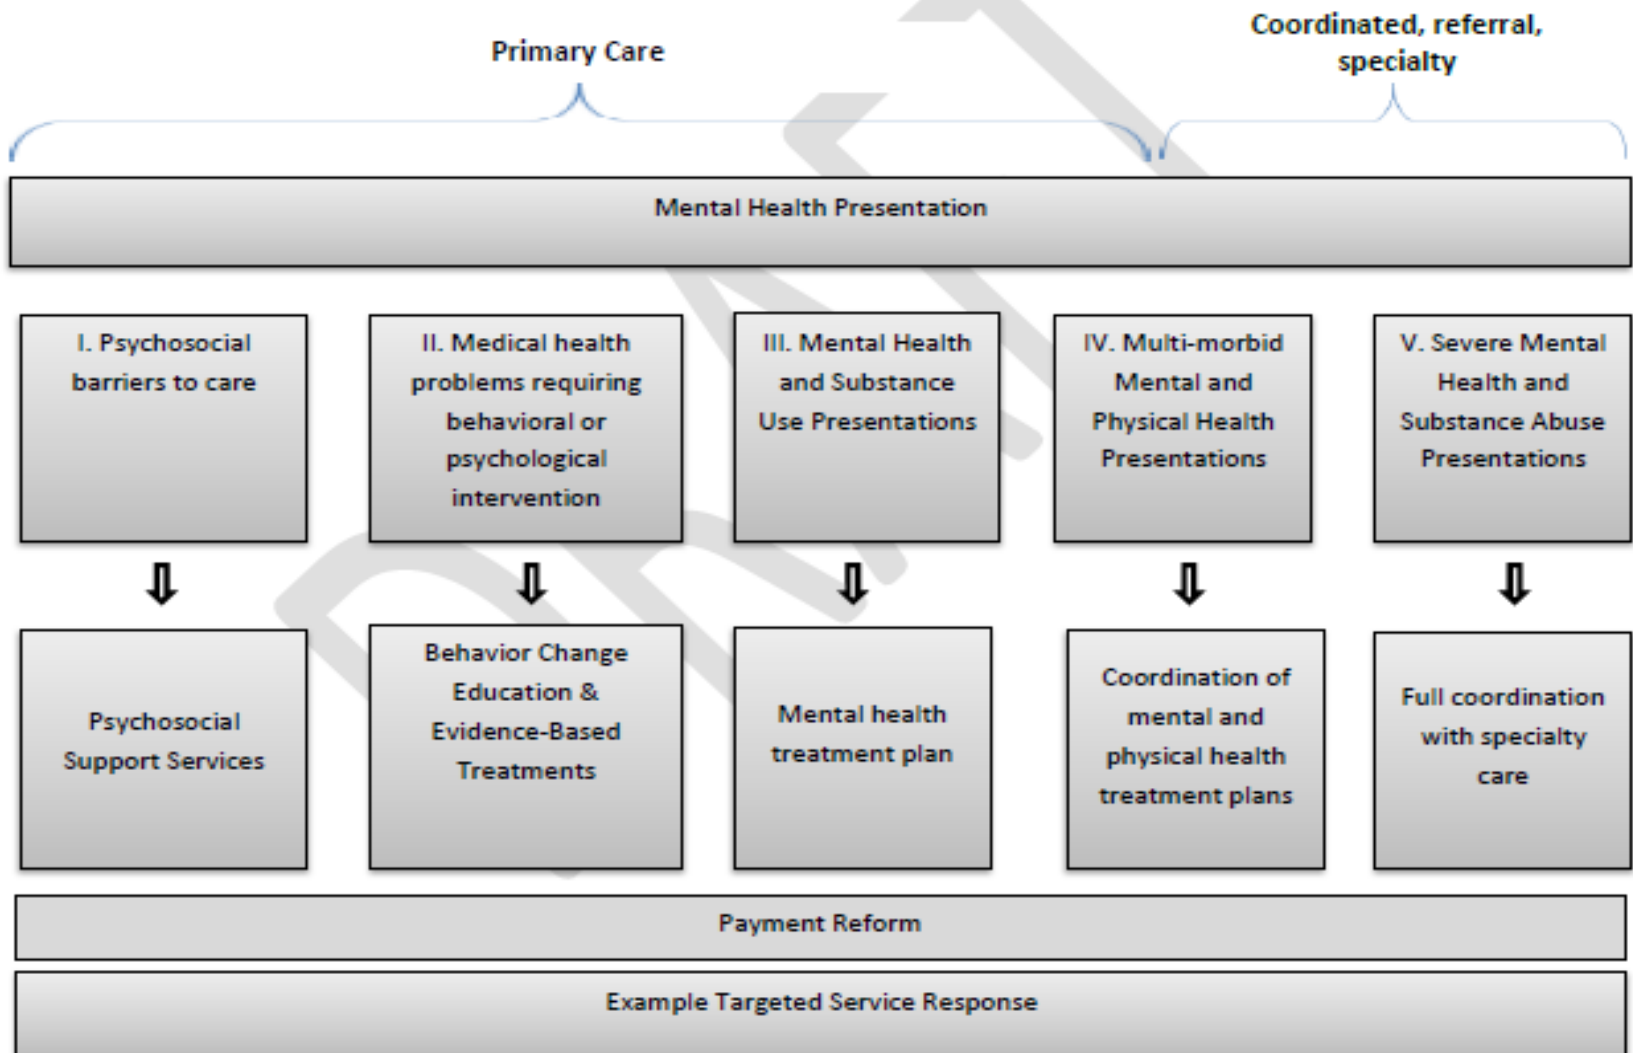 Primary Care
Coordinated, referral,
specialty
Mental Health Presentation
I. Psychosocial
barriers to care
II. Medical health
problems requiring
behavioral or
psychological
intervention
III. Mental Health
and Substance
Use Presentations
IV. Multi-morbid
Mental and
Physical Health
Presentations
V. Severe Mental
Health and
Substance Abuse
Presentations
Psychosocial
Support Services
Behavior Change
Education &
Evidence-Based
Treatments
Mental health
treatment plan
Coordination of
mental and
physical health
treatment plans
Full coordination
with specialty
care
Payment Reform
Example Targeted Service Response